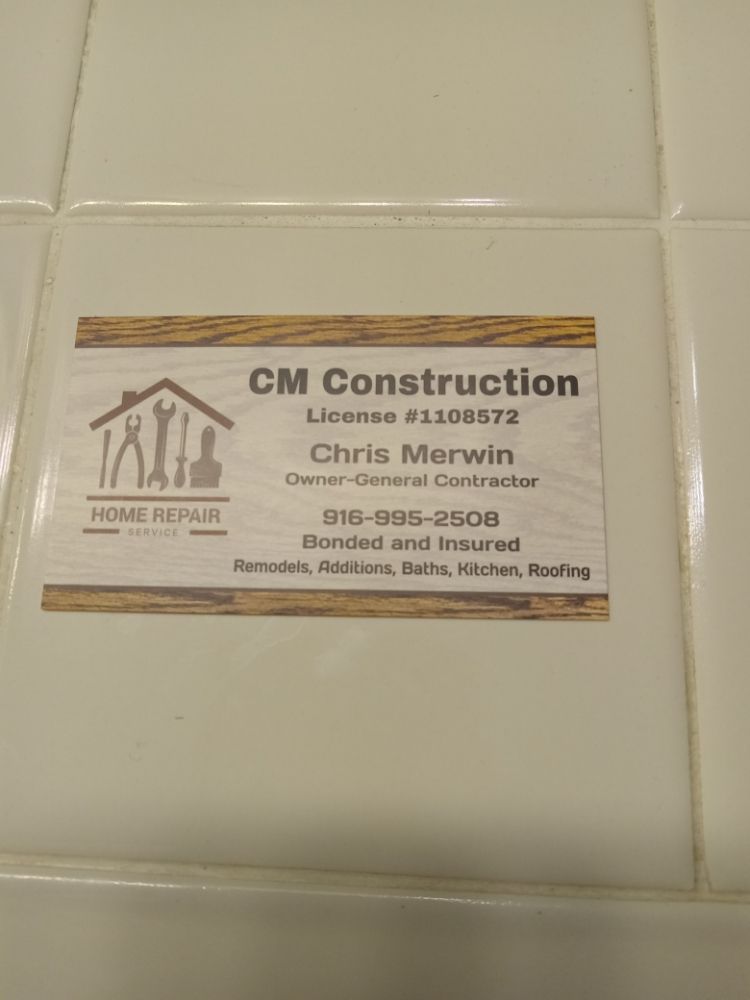 CM Construction
License #1108572
Chris Merwin
Owner-General Contractor
916-995-2508
Bonded and Insured
Remodels, Additions, Baths, Kitchen, Roofing
HOME REPAIR
SERVICE